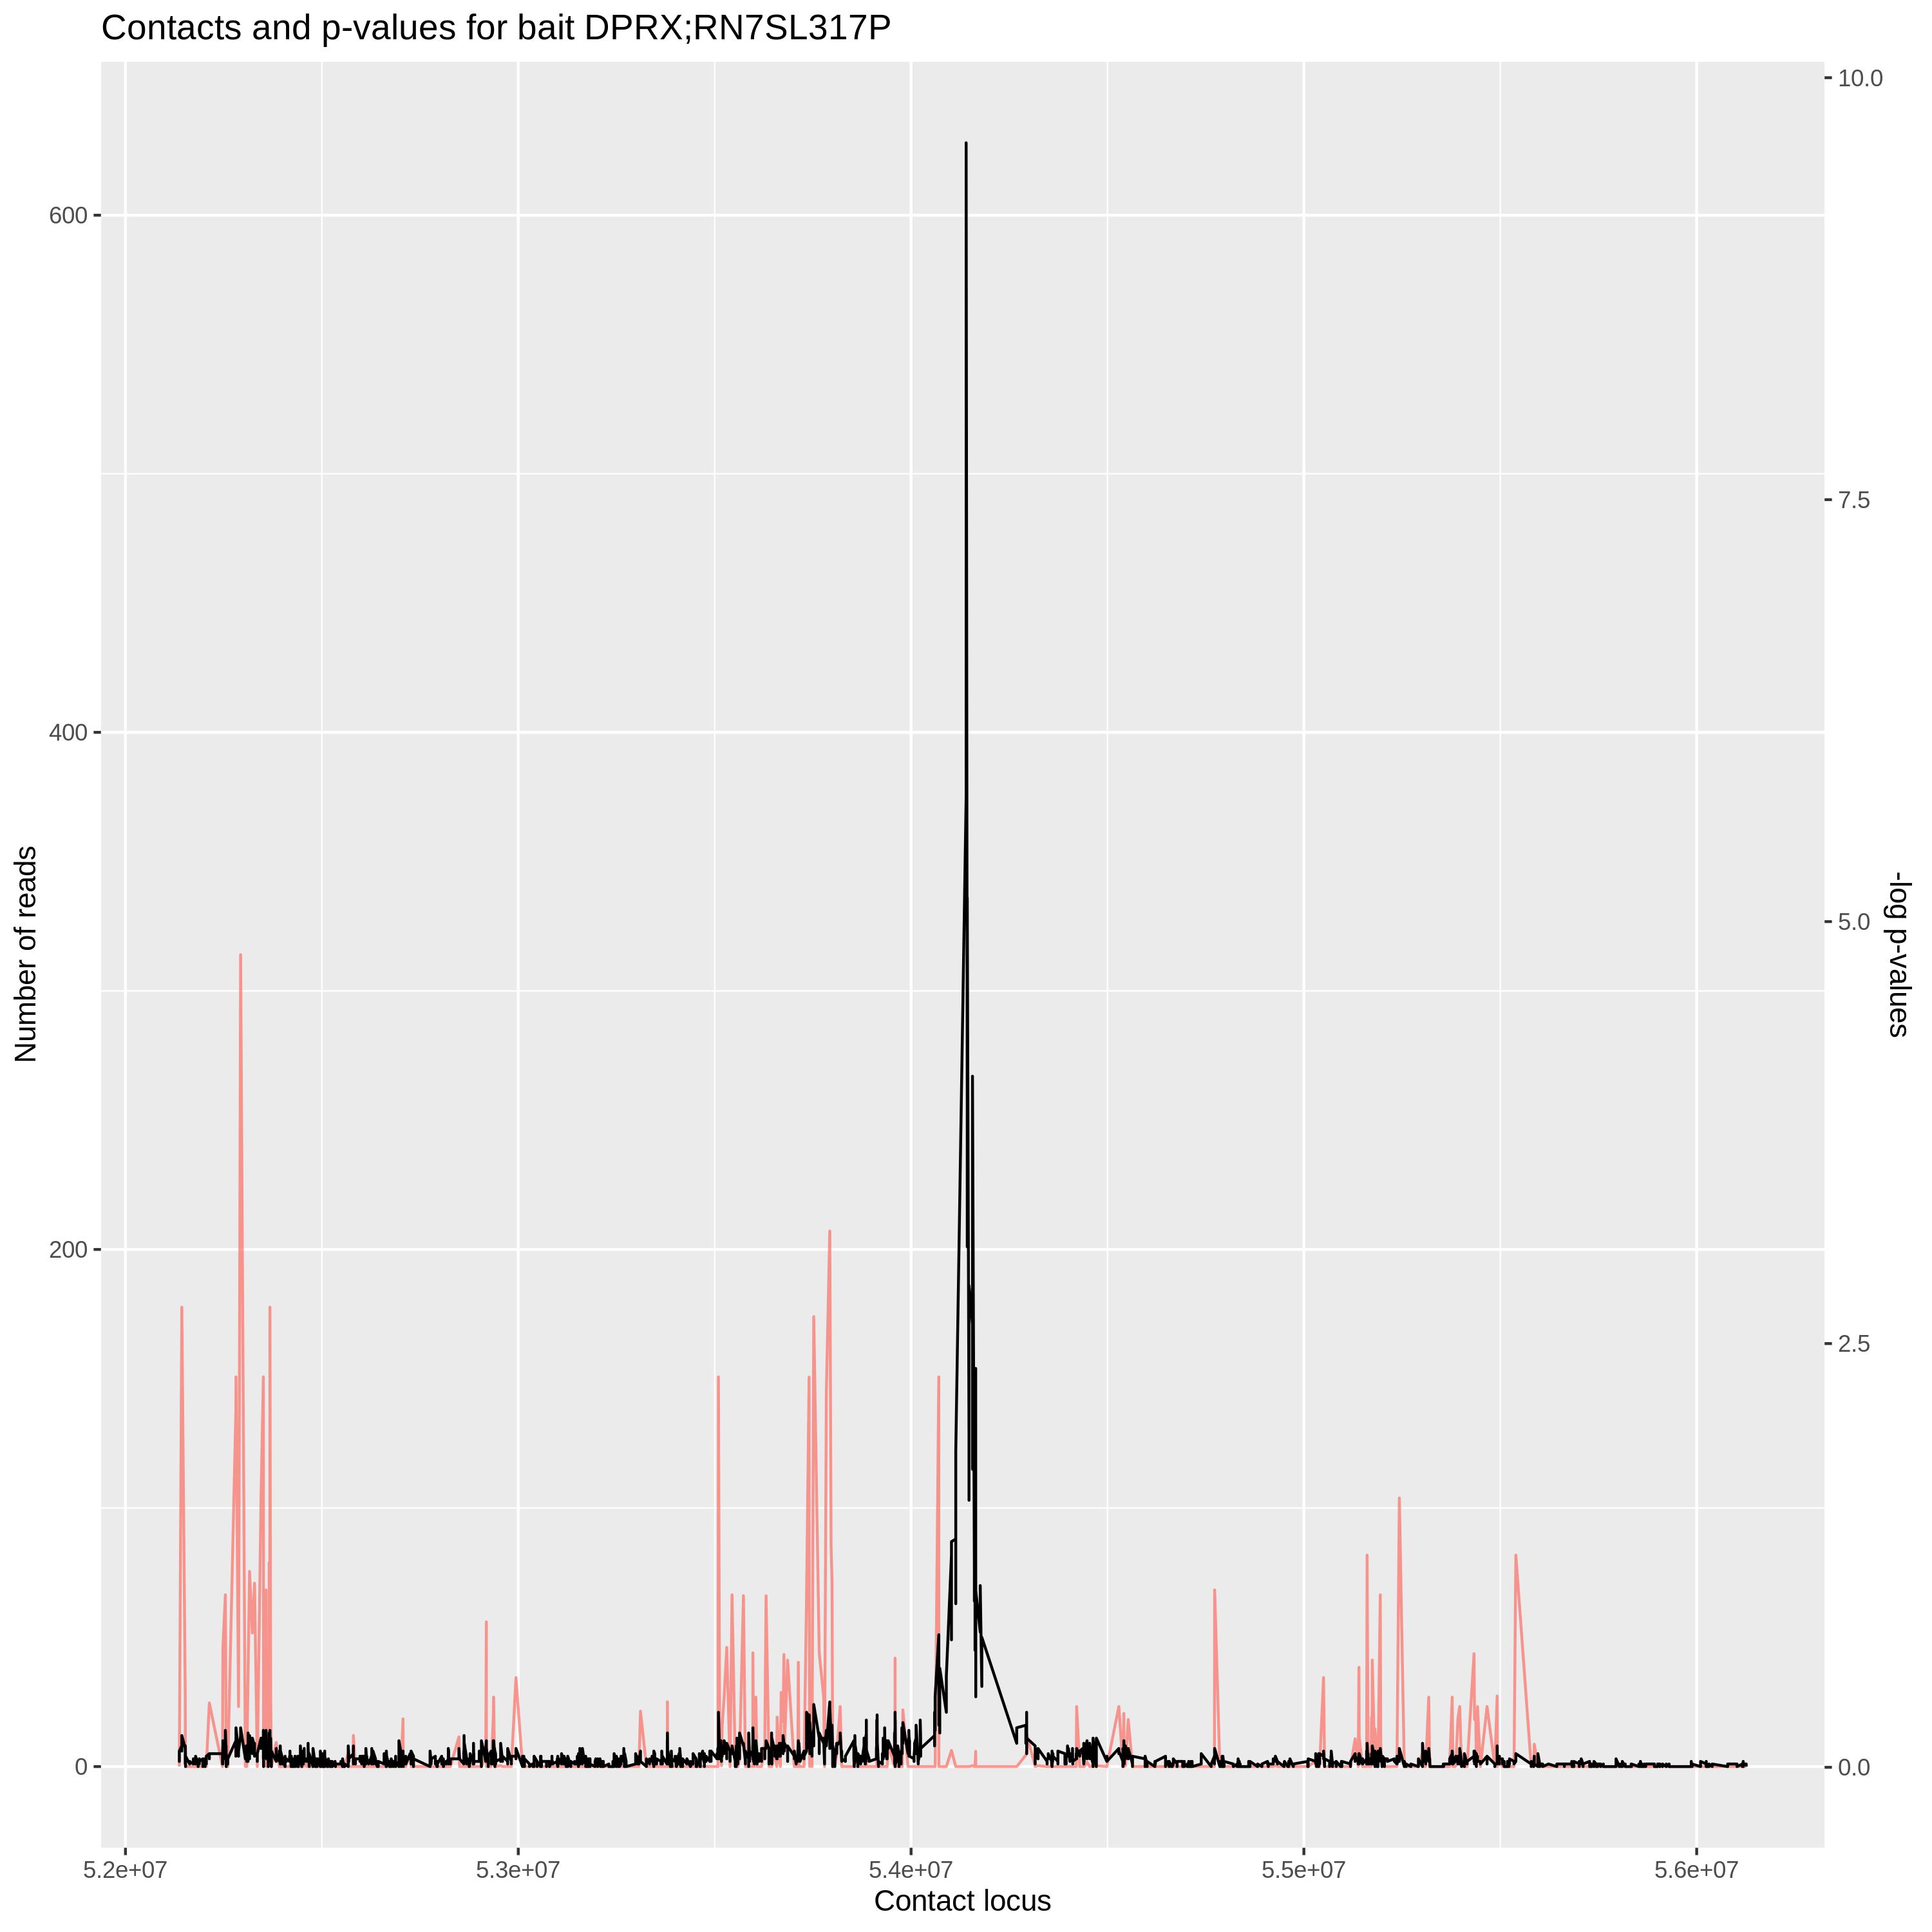 Contacts and p-values for bait DPRX;RN7SL317P
10.0
600
7.5
400
5.0
Number of reads
-log p-values
200
2.5
0
0.0
5.2e+07 5.3e+07 5.4e+07 5.5e+07 5.6e+07
Contact locus